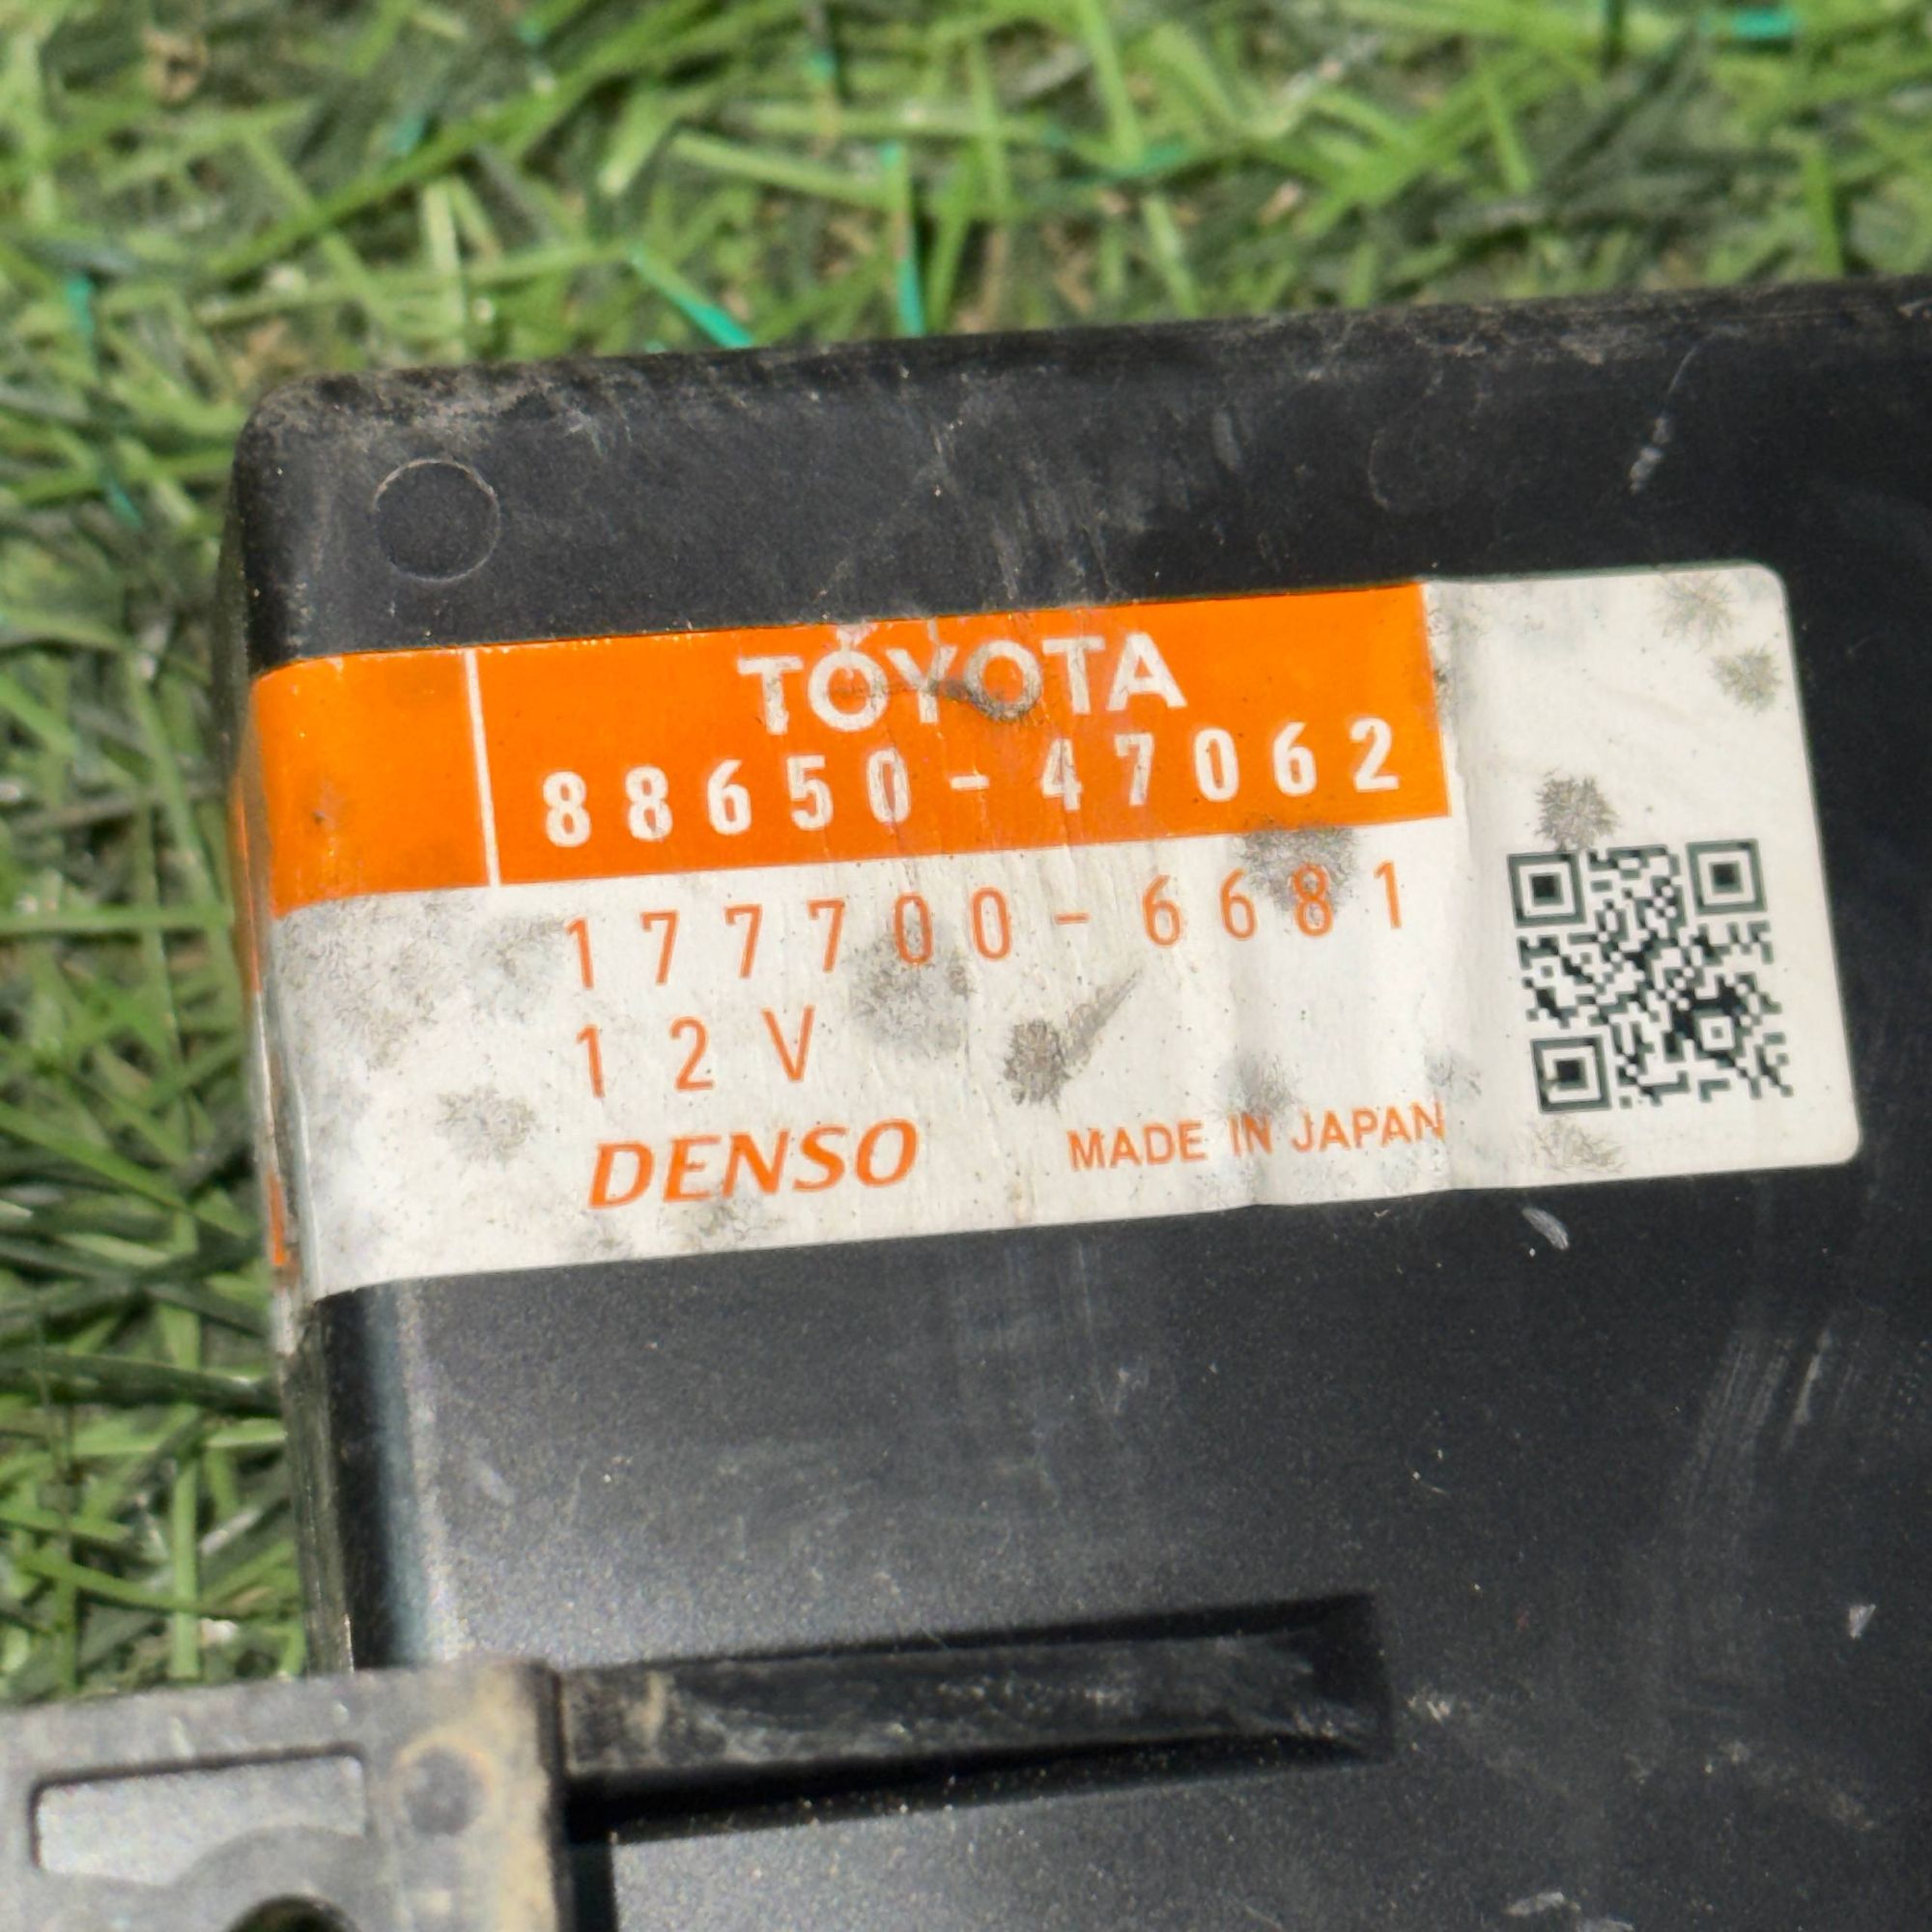 TOYOTA
88650-47062
177700-6681
12V
DENSO MADE IN JAPAN